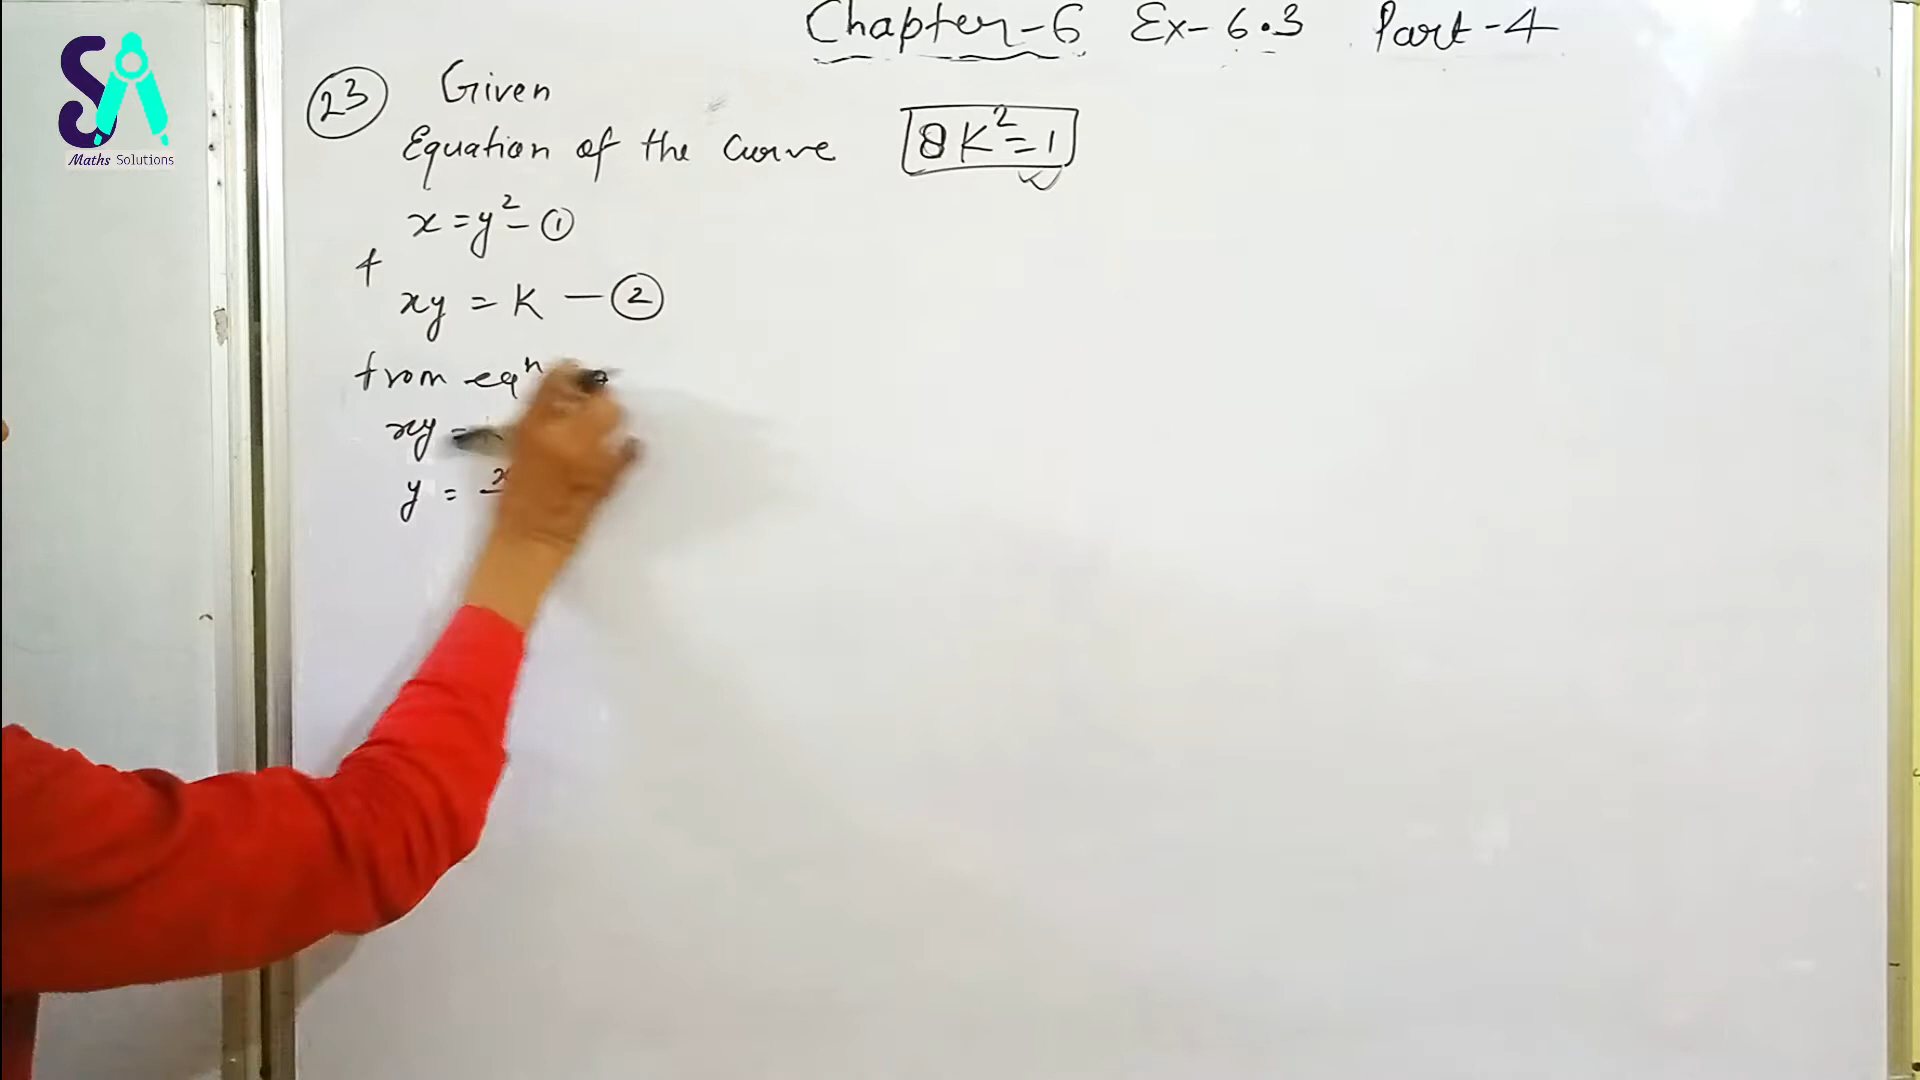 Chapter-6 Ex- 6.3 Part-4
SA
Maths Solutions
23 Given
Equation of the curve 8K²=1
x = y² - ①
&
xy = K - ②
from eqⁿ
xy =
y = x